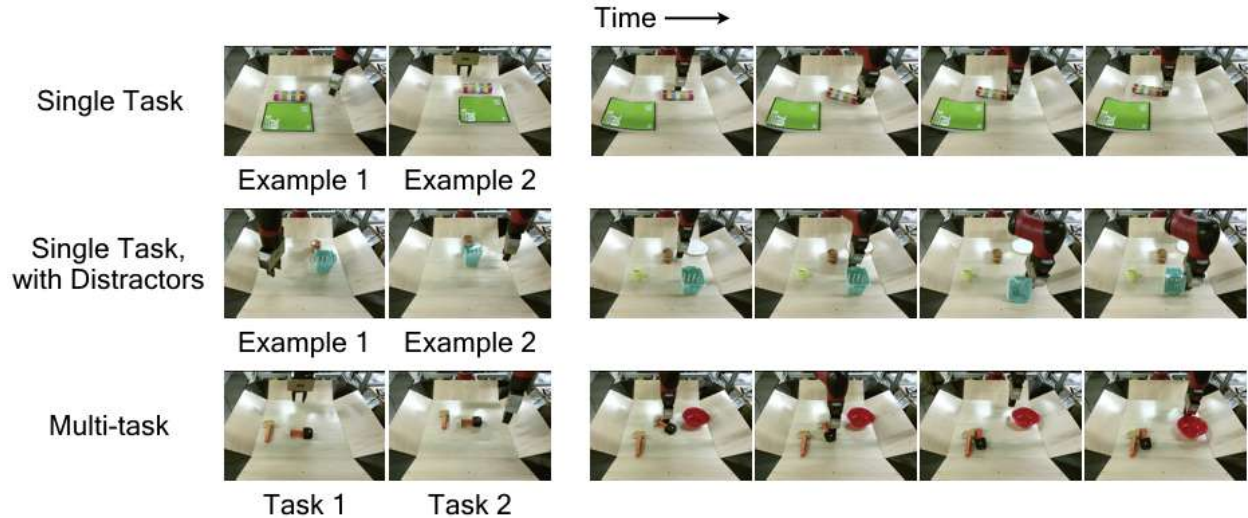 Time
Single Task
Example 1
Example 2
Single Task,
with Distractors
Example 1
Example 2
Multi-task
Task 1
Task 2